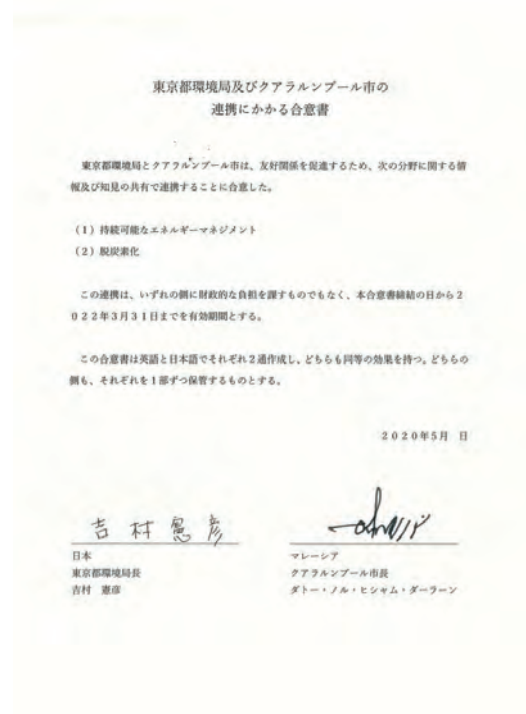 東京都環境局及びクアラルンプール市の
連携にかかる合意書
東京都環境局とクアラルンプール市は、友好関係を促進するため、次の分野に関する情
報及び知見の共有で連携することに合意した。
(1)持続可能なエネルギーマネジメント
(2)脱炭素化
この連携は、いずれの側に財政的な負担を課すものでもなく、本合意書締結の日から2
022年3月31日までを有効期間とする。
この合意書は英語と日本語でそれぞれ2通作成し、どちらも同等の効果を持つ。どちらの
側も、それぞれを1部ずつ保管するものとする。
2020年5月 日
吉村憲彦
日本
東京都環境局長
吉村 憲彦
マレーシア
クアラルンプール市長
ダトー・ノル・ヒシャム・ダーラーン